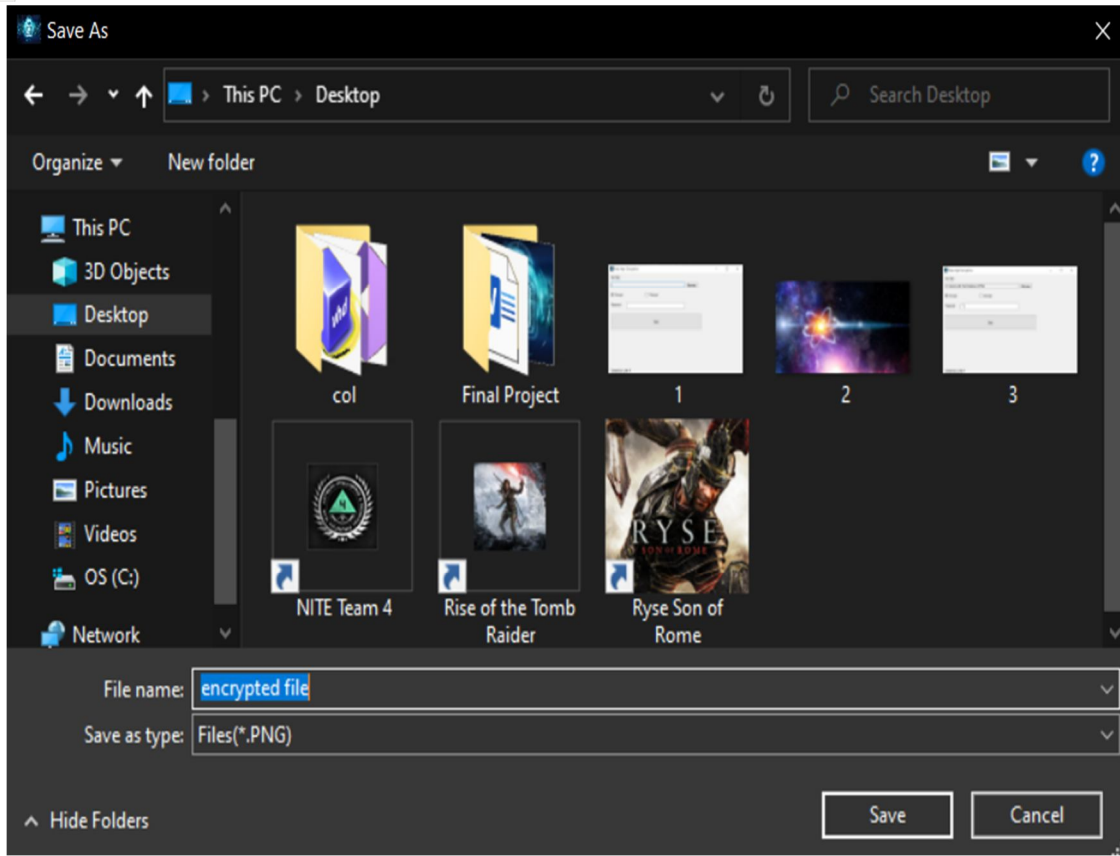 Save As
This PC > Desktop
Search Desktop
Organize
New folder
?
This PC
3D Objects
Desktop
Documents
Downloads
Music
Pictures
Videos
OS (C:)
Network
col
Final Project
1
2
3
4
RYSE
SON OF ROME
NITE Team 4
Rise of the Tomb
Raider
Ryse Son of
Rome
File name:
encrypted file
Save as type:
Files(*.PNG)
Hide Folders
Save
Cancel